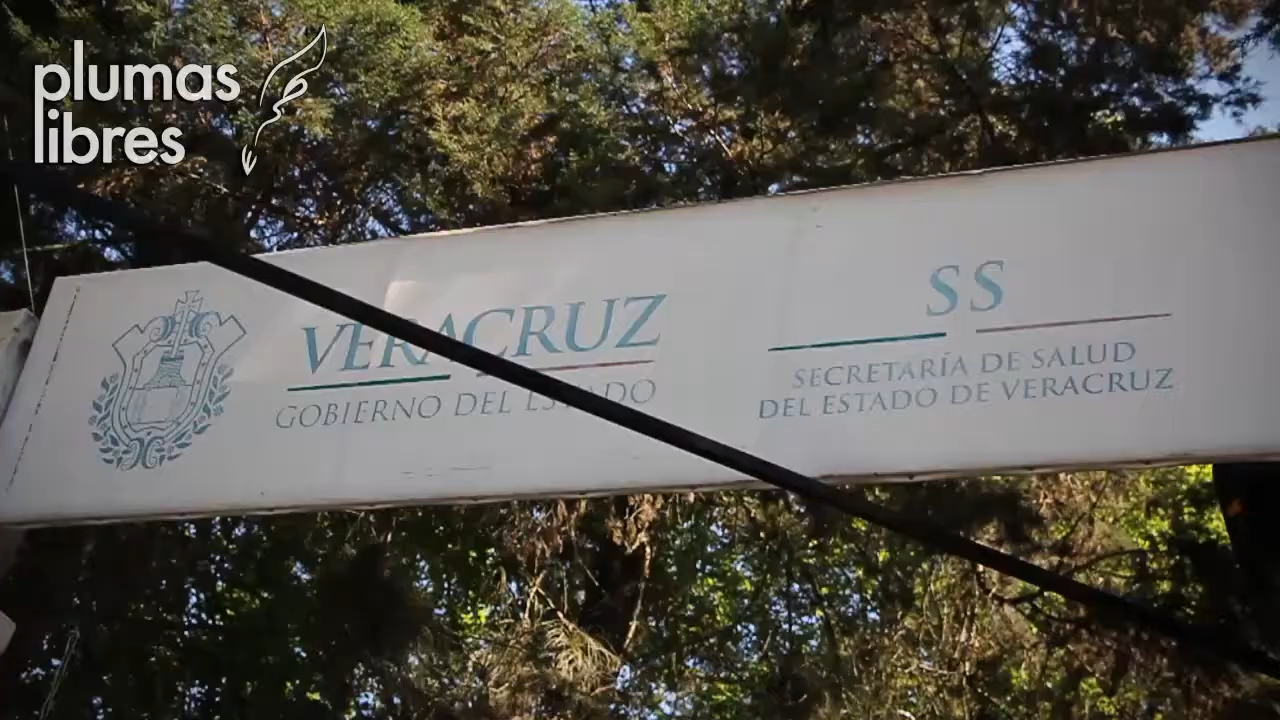 plumas
libres
VERACRUZ
GOBIERNO DEL ESTADO
SS
SECRETARÍA DE SALUD
DEL ESTADO DE VERACRUZ